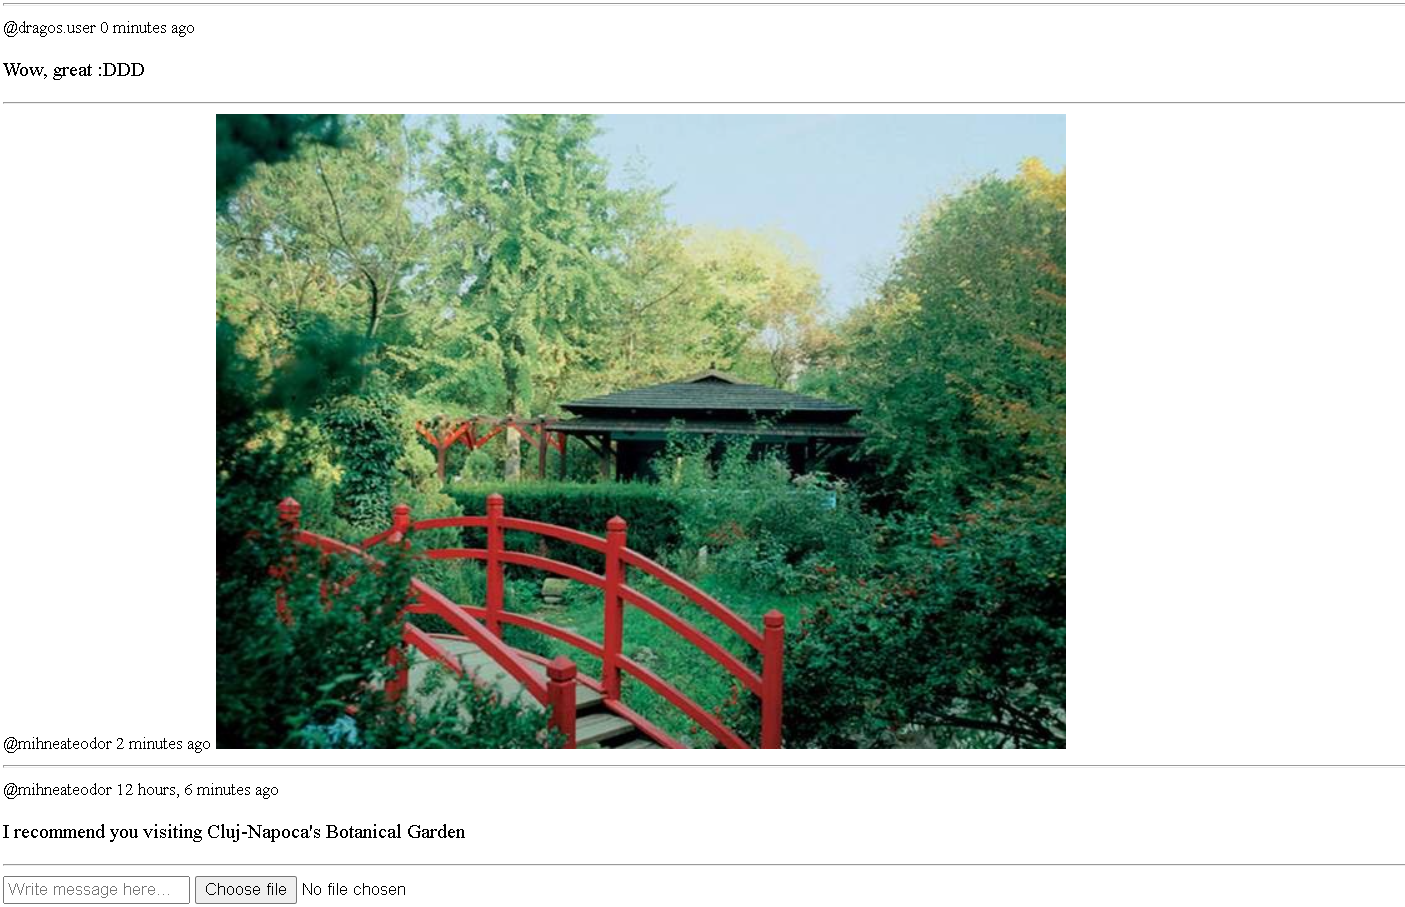 @dragos.user 0 minutes ago
Wow, great :DDD
@mihneateodor 2 minutes ago
@mihneateodor 12 hours, 6 minutes ago
I recommend you visiting Cluj-Napoca's Botanical Garden
Write message here... Choose file No file chosen